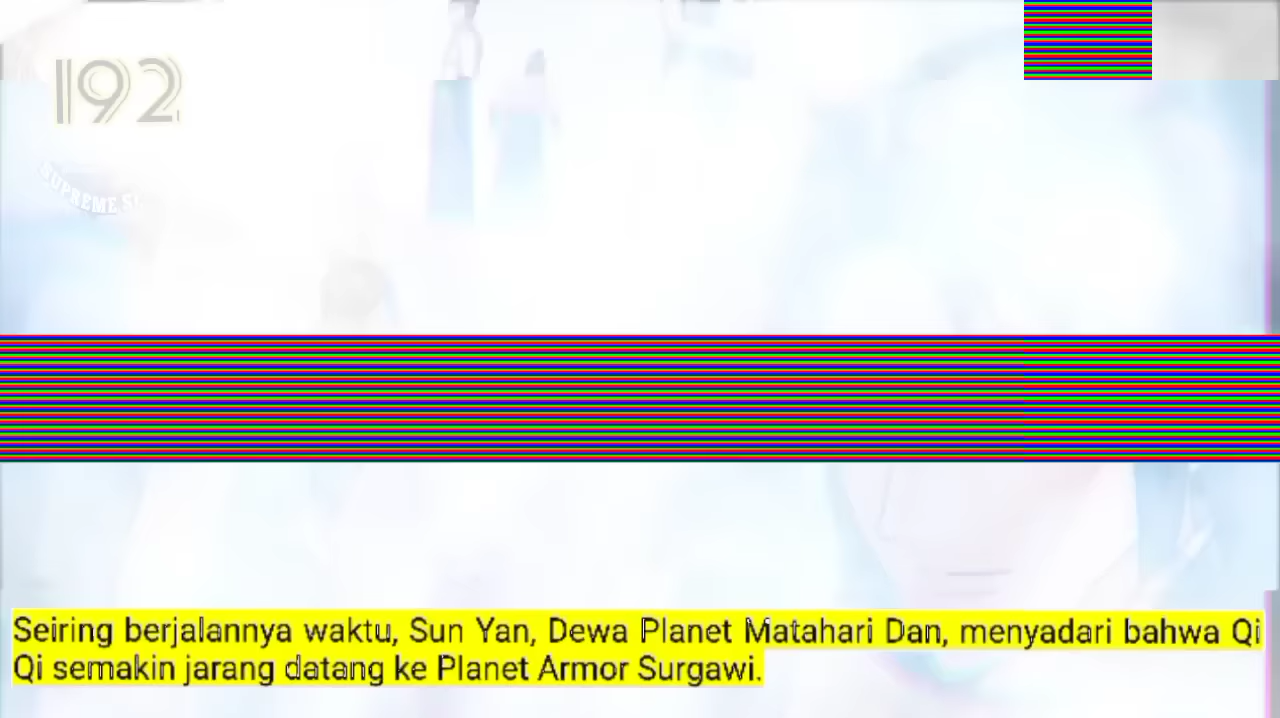 192
SUPREME S
Seiring berjalannya waktu, Sun Yan, Dewa Planet Matahari Dan, menyadari bahwa Qi
Qi semakin jarang datang ke Planet Armor Surgawi.